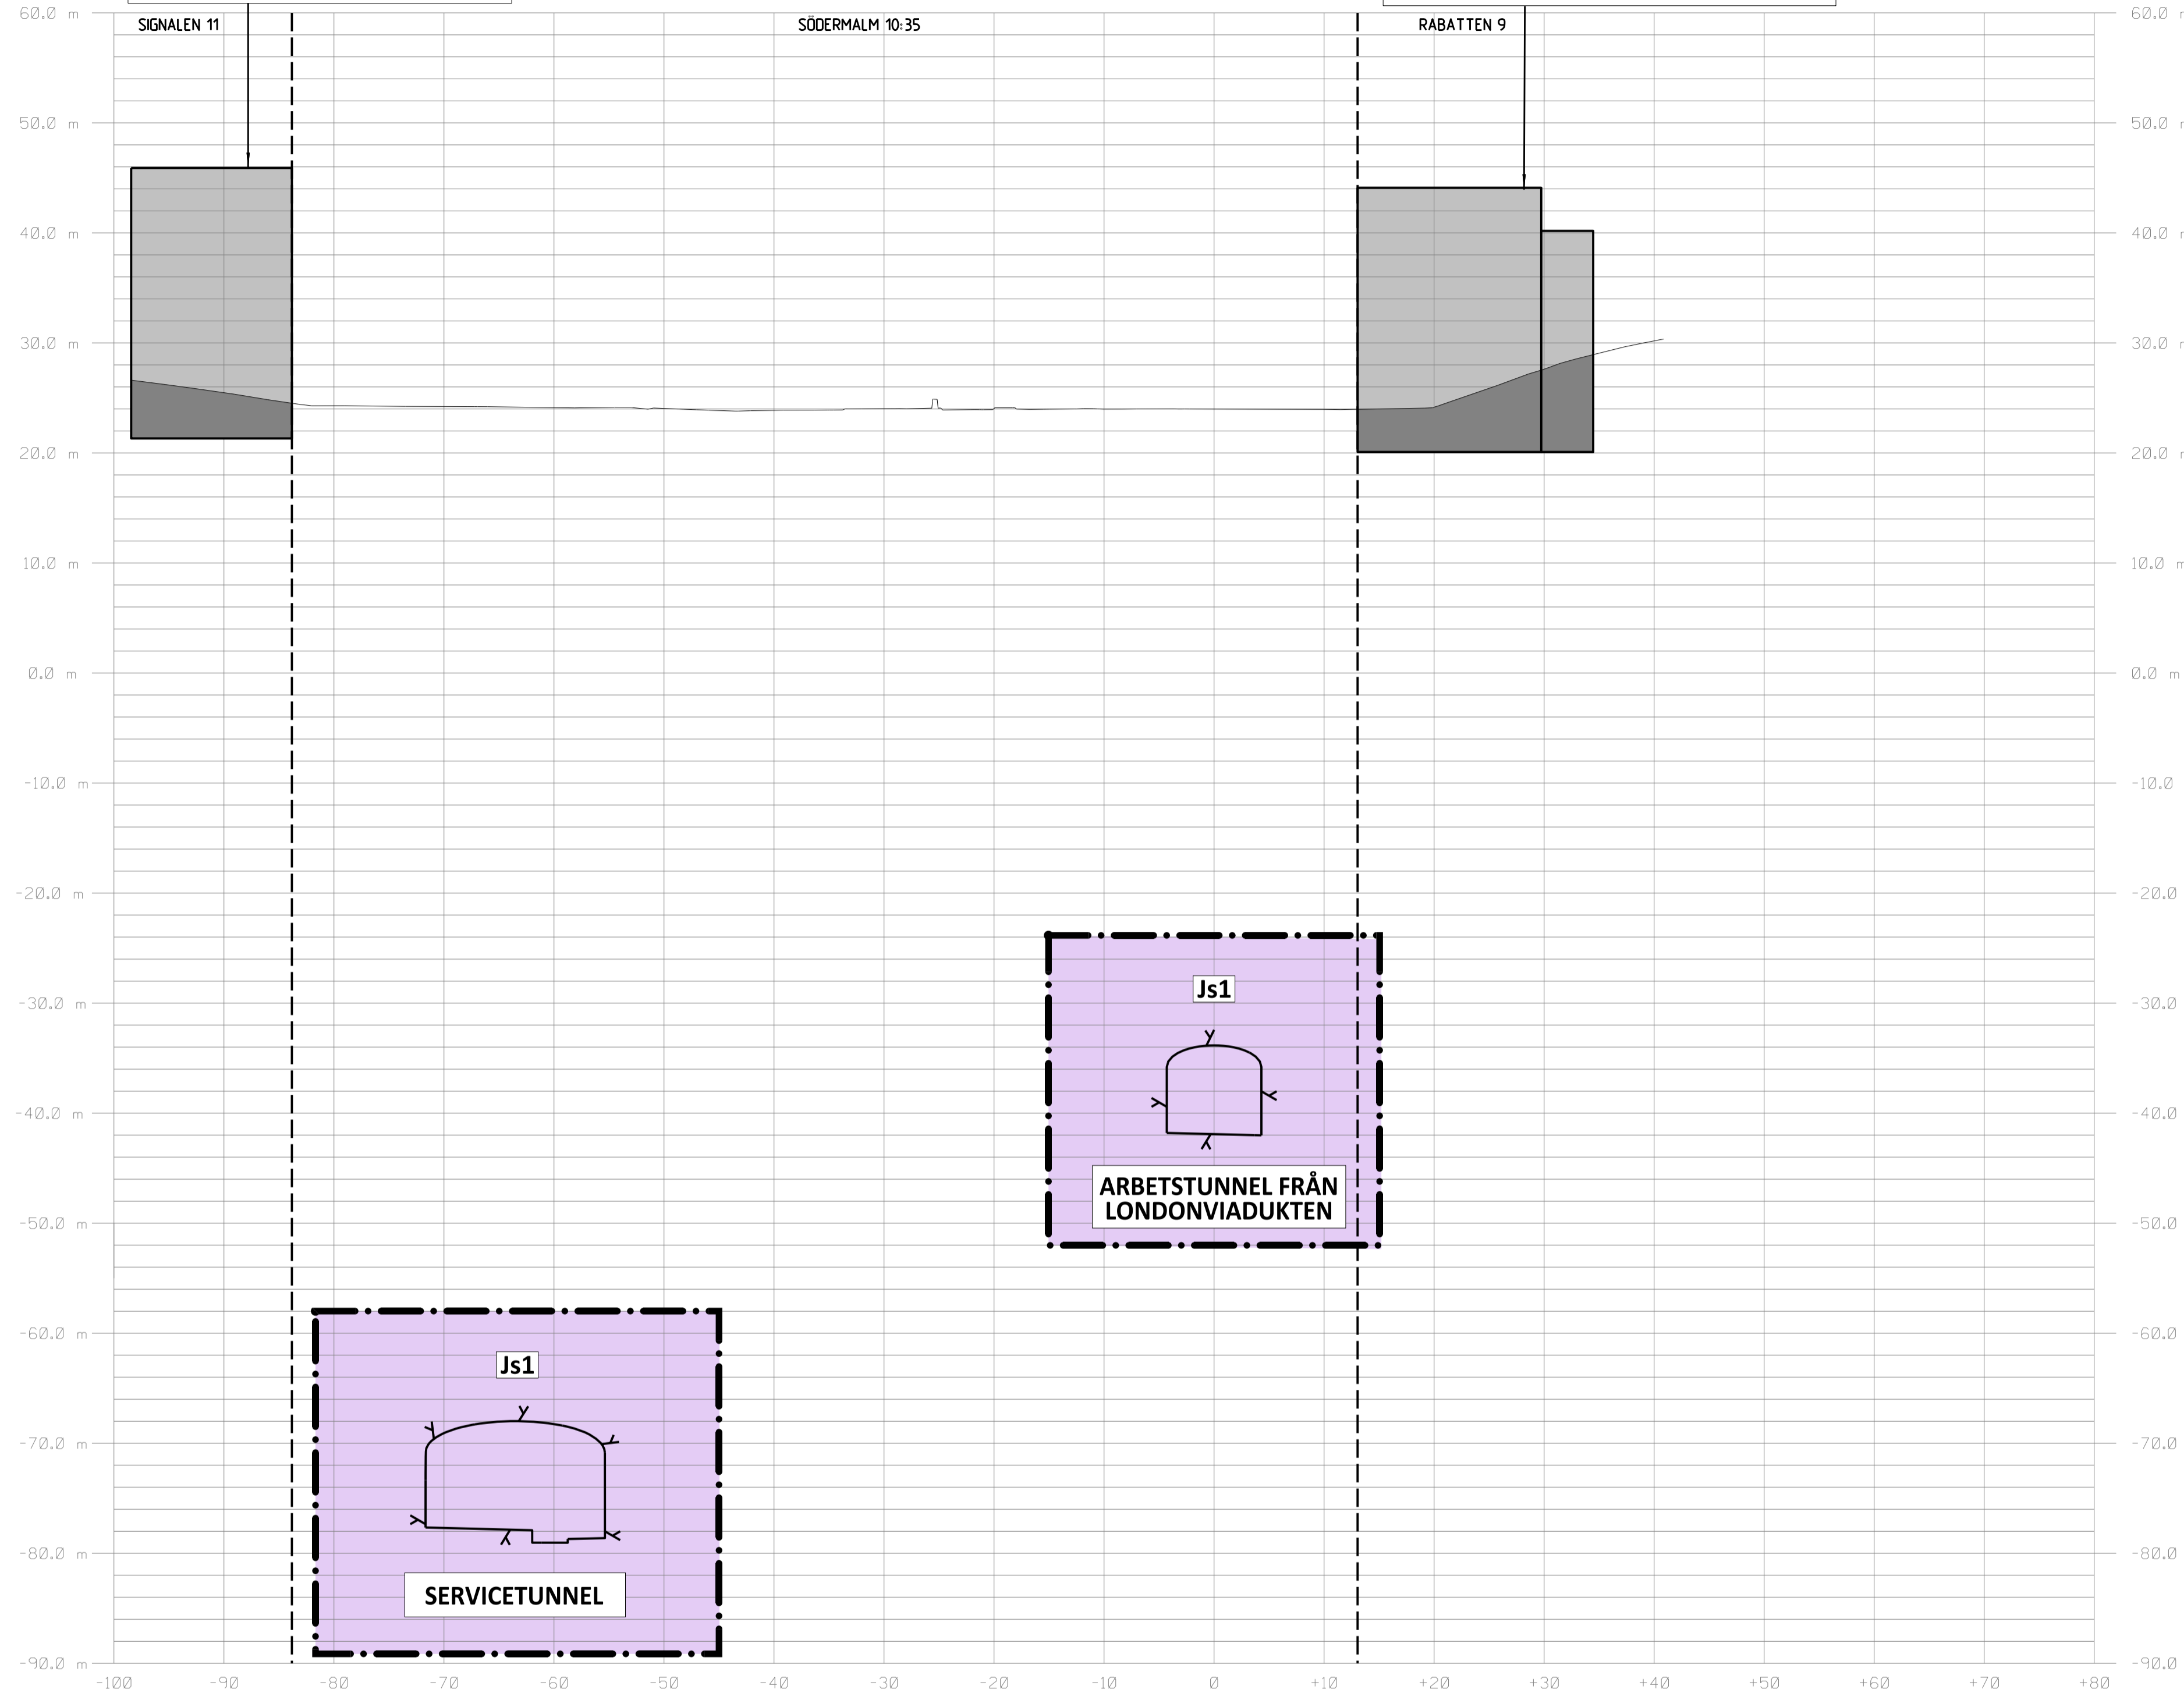 60.0 m
60.0 m
SIGNALEN 11
SÖDERMALM 10:35
RABATTEN 9
50.0 m
50.0 m
40.0 m
40.0 m
30.0 m
30.0 m
20.0 m
20.0 m
10.0 m
10.0 m
0.0 m
0.0 m
-10.0 m
-10.0
-20.0 m
-20.0
Js1
-30.0 m
-30.0
-40.0 m
-40.0
ARBETSTUNNEL FRÅN
LONDONVIADUKTEN
-50.0 m
-50.0
-60.0 m
-60.0
Js1
-70.0 m
-70.0
-80.0 m
-80.0
SERVICETUNNEL
-90.0 m
-90.0
-100 -90 -80 -70 -60 -50 -40 -30 -20 -10 0 +10 +20 +30 +40 +50 +60 +70 +80